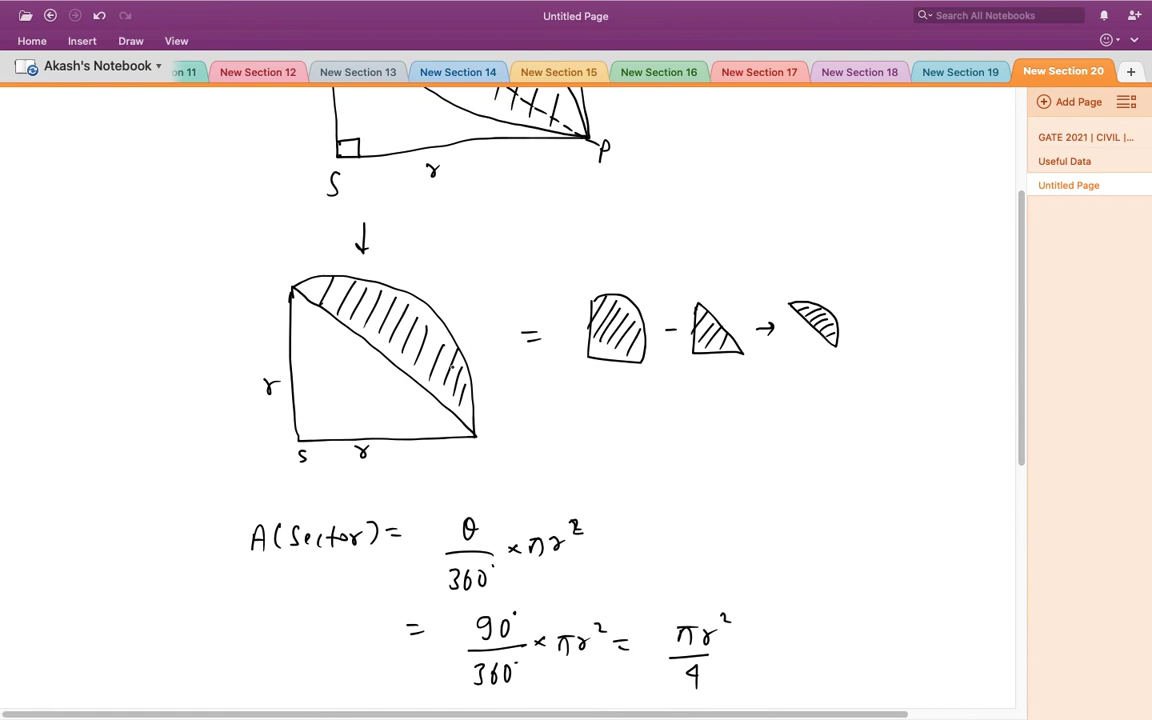 Untitled Page
Search All Notebooks
Home Insert Draw View
Akash's Notebook
on 11 New Section 12 New Section 13 New Section 14 New Section 15 New Section 16 New Section 17 New Section 18 New Section 19 New Section 20 +
Add Page
GATE 2021 | CIVIL |...
Useful Data
Untitled Page
P
r
S
= - →
r
s r
A(Sector) = θ/360° × πr²
= 90°/360° × πr² = πr²/4